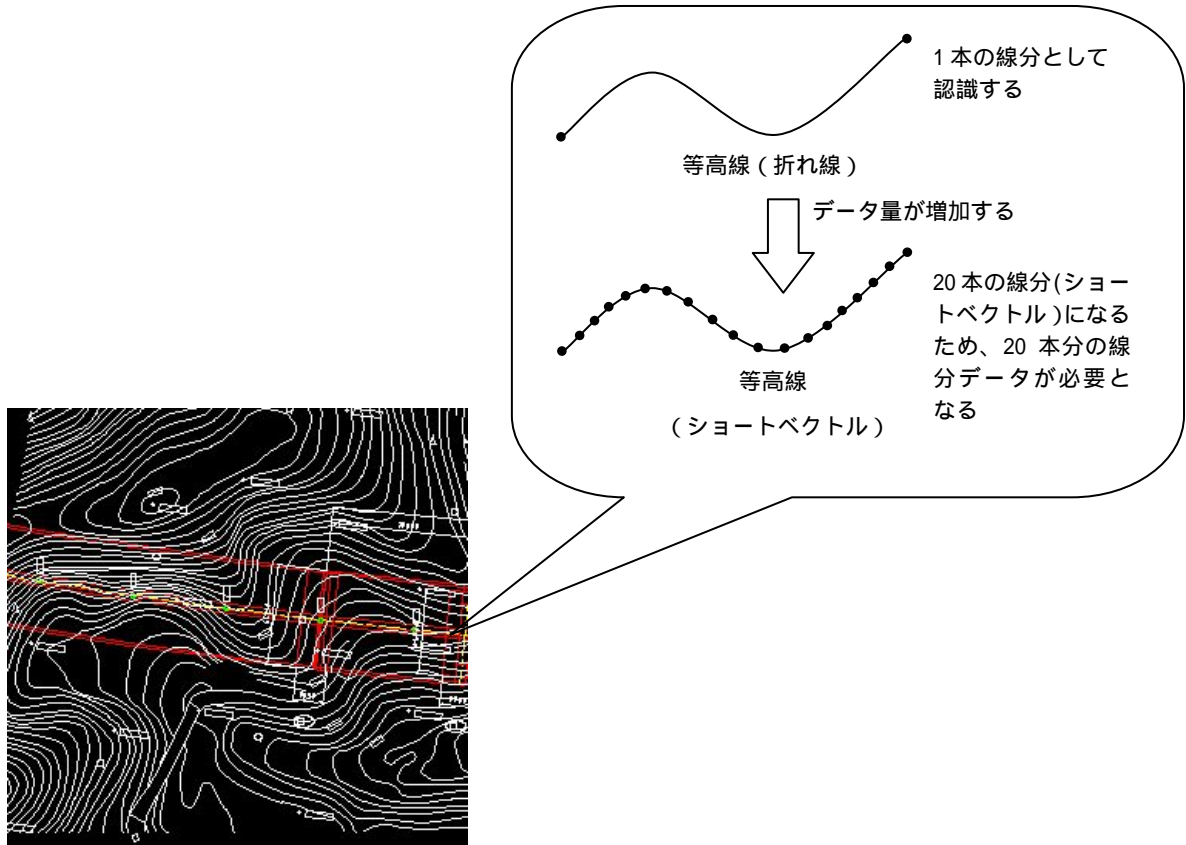 1 本の線分として
認識する
等高線（折れ線）
データ量が増加する
20 本の線分(ショー
トベクトル)になる
ため、20 本分の線
分データが必要と
なる
等高線
（ショートベクトル）